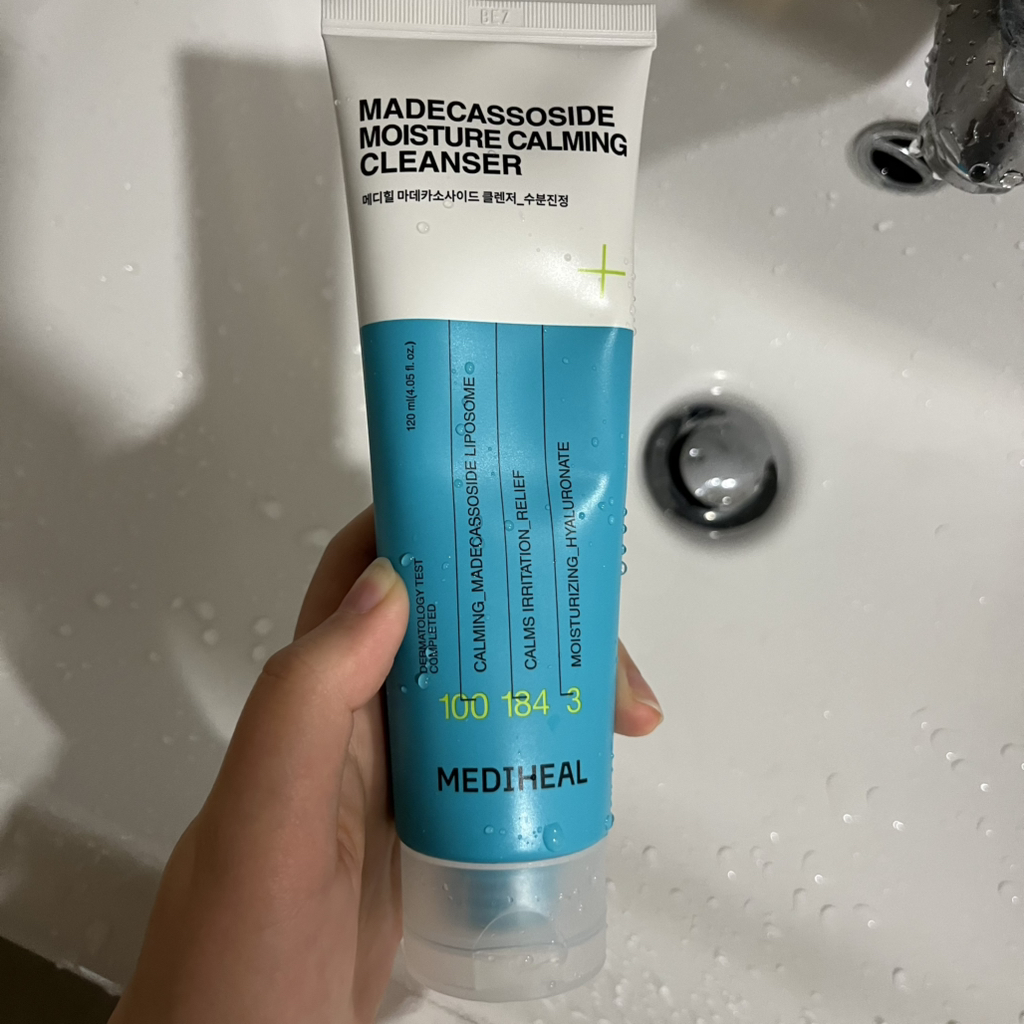 BEZ
MADECASSOSIDE
MOISTURE CALMING
CLEANSER
메디힐 마데카소사이드 클렌저_수분진정
120 ml(4.05 fl. oz.)
DERMATOLOGY TEST
COMPLETED
CALMING_MADECASSOSIDE LIPOSOME
CALMS IRRITATION_RELIEF
MOISTURIZING_HYALURONATE
100 184 3
MEDIHEAL